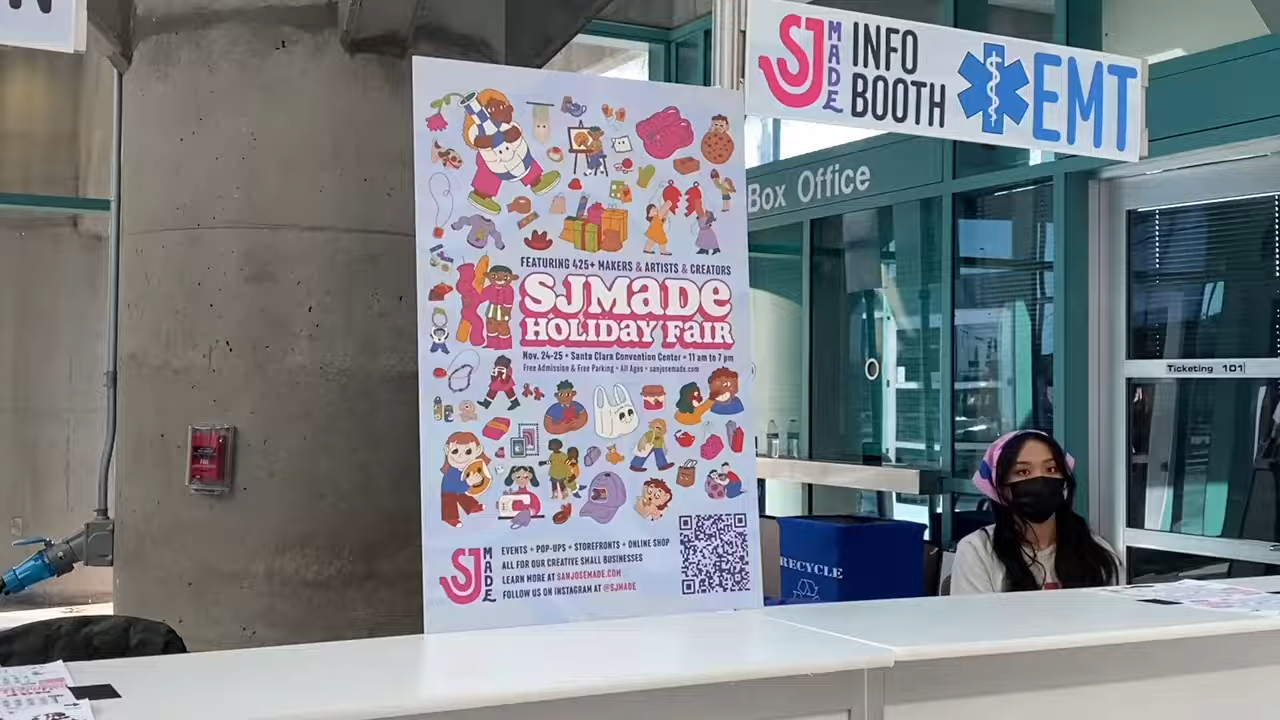 SJ MADE
INFO
BOOTH
EMT
Box Office
FEATURING 425+ MAKERS & ARTISTS & CREATORS
SJMADE
HOLIDAY FAIR
Nov. 24-25 • Santa Clara Convention Center • 11 am to 7 pm
Free Admission & Free Parking • All Ages • sanjosemade.com
Ticketing 101
SJ MADE
EVENTS + POP-UPS + STOREFRONTS + ONLINE SHOP
ALL FOR OUR CREATIVE SMALL BUSINESSES
LEARN MORE AT SANJOSEMADE.COM
FOLLOW US ON INSTAGRAM AT @SJMADE
RECYCLE